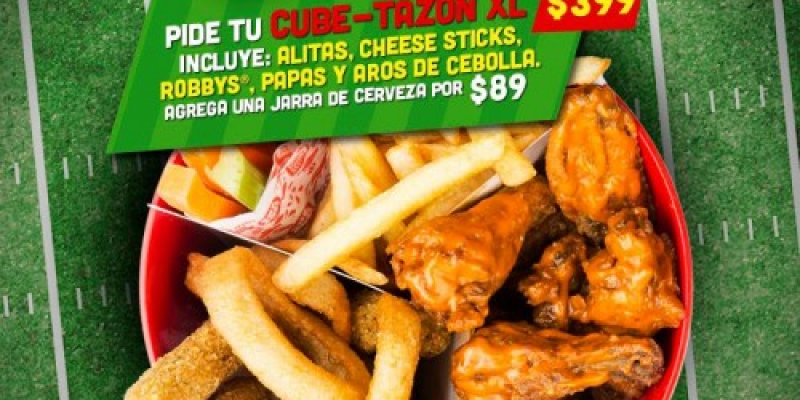 PIDE TU CUBE-TAZÓN XL $399
INCLUYE: ALITAS, CHEESE STICKS,
ROBBYS®, PAPAS Y AROS DE CEBOLLA.
AGREGA UNA JARRA DE CERVEZA POR $89